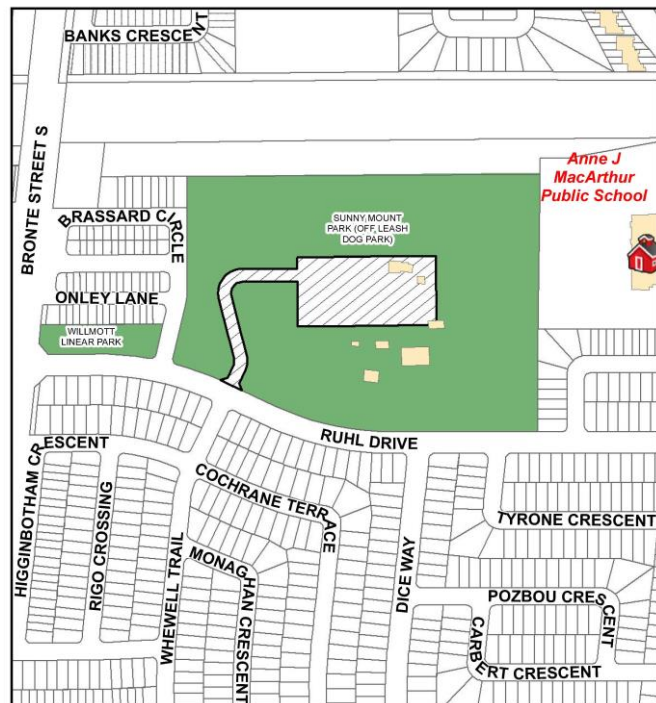 BANKS CRESCENT
BRONTE STREET S
Anne J
MacArthur
Public School
BRASSARD CIRCLE
SUNNY MOUNT
PARK (OFF, LEASH
DOG PARK)
ONLEY LANE
WILLMOTT
LINEAR PARK
RUHL DRIVE
HIGGINBOTHAM CRESCENT
RIGO CROSSING
COCHRANE TERRACE
WHEWELL TRAIL
MONAGHAN CRESCENT
DICE WAY
TYRONE CRESCENT
POZBOU CRESCENT
CARBERT CRESCENT